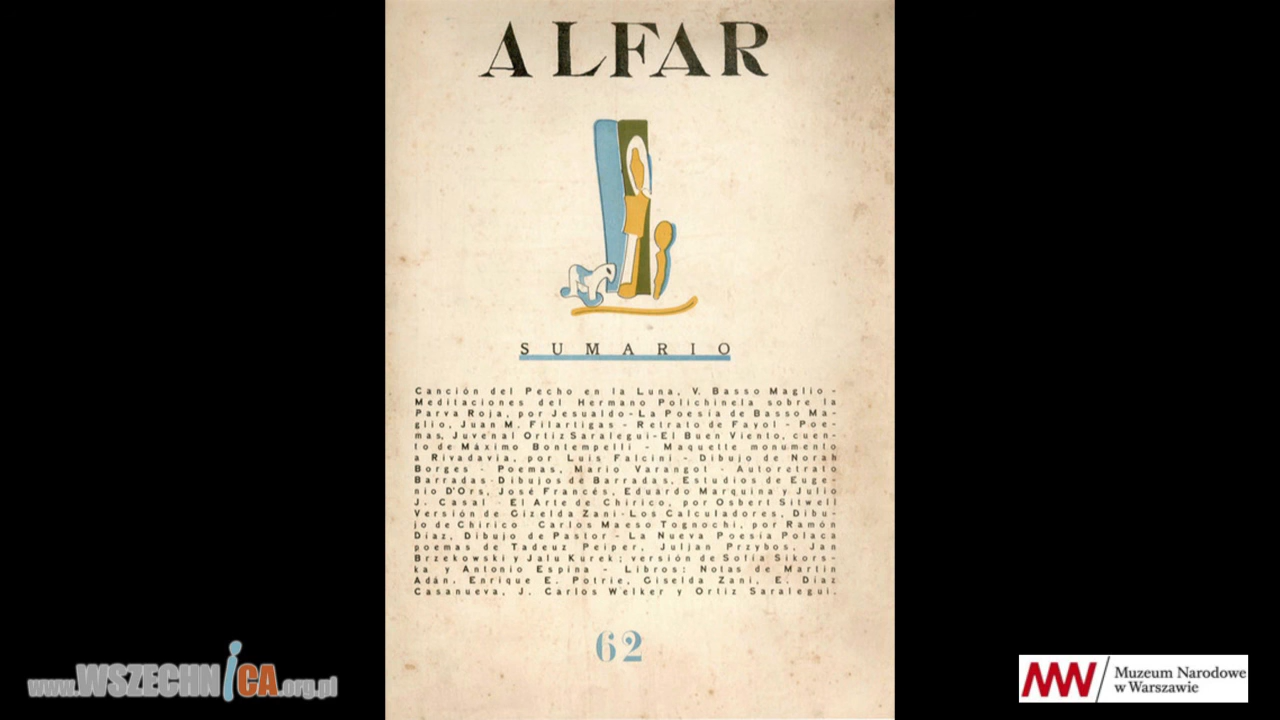 ALFAR
SUMARIO
Canción del Pecho en la Luna, V. Basso Maglio -
Meditaciones del Hermano Polichinela sobre la
Parva Roja, por Jesualdo - La Poesía de Basso Ma-
glio, Juan M. Filartigas - Retrato de Fayol - Poe-
mas, Juvenal Ortiz Saralegui - El Buen Viento, cuen-
to de Máximo Bontempelli - Maquette monumento
a Rivadavia, por Luis Falcini - Dibujo de Norah
Borges - Poemas, Mario Varangot - Autoretrato
Barradas - Dibujos de Barradas, Estudios de Euge-
nio D'Ors, José Francés, Eduardo Marquina y Julio
J. Casal - El Arte de Chirico, por Osbert Sitwell
Versión de Gizelda Zani - Los Calculadores, Dibu-
jo de Chirico - Carlos Maeso Tognochi, por Ramón
Díaz, Dibujo de Pastor - La Nueva Poesía Polaca
poemas de Tadeuz Peiper, Juljan Przybos, Jan
Brzekowski y Jalu Kurek; versión de Sofía Sikors-
ka y Antonio Espina - Libros: Notas de Martin
Adán, Enrique E. Potrie, Giselda Zani, E. Diaz
Casanueva, J. Carlos Welker y Ortiz Saralegui.
62
www.WSZECHNiCA.org.pl
MNW
Muzeum Narodowe
w Warszawie